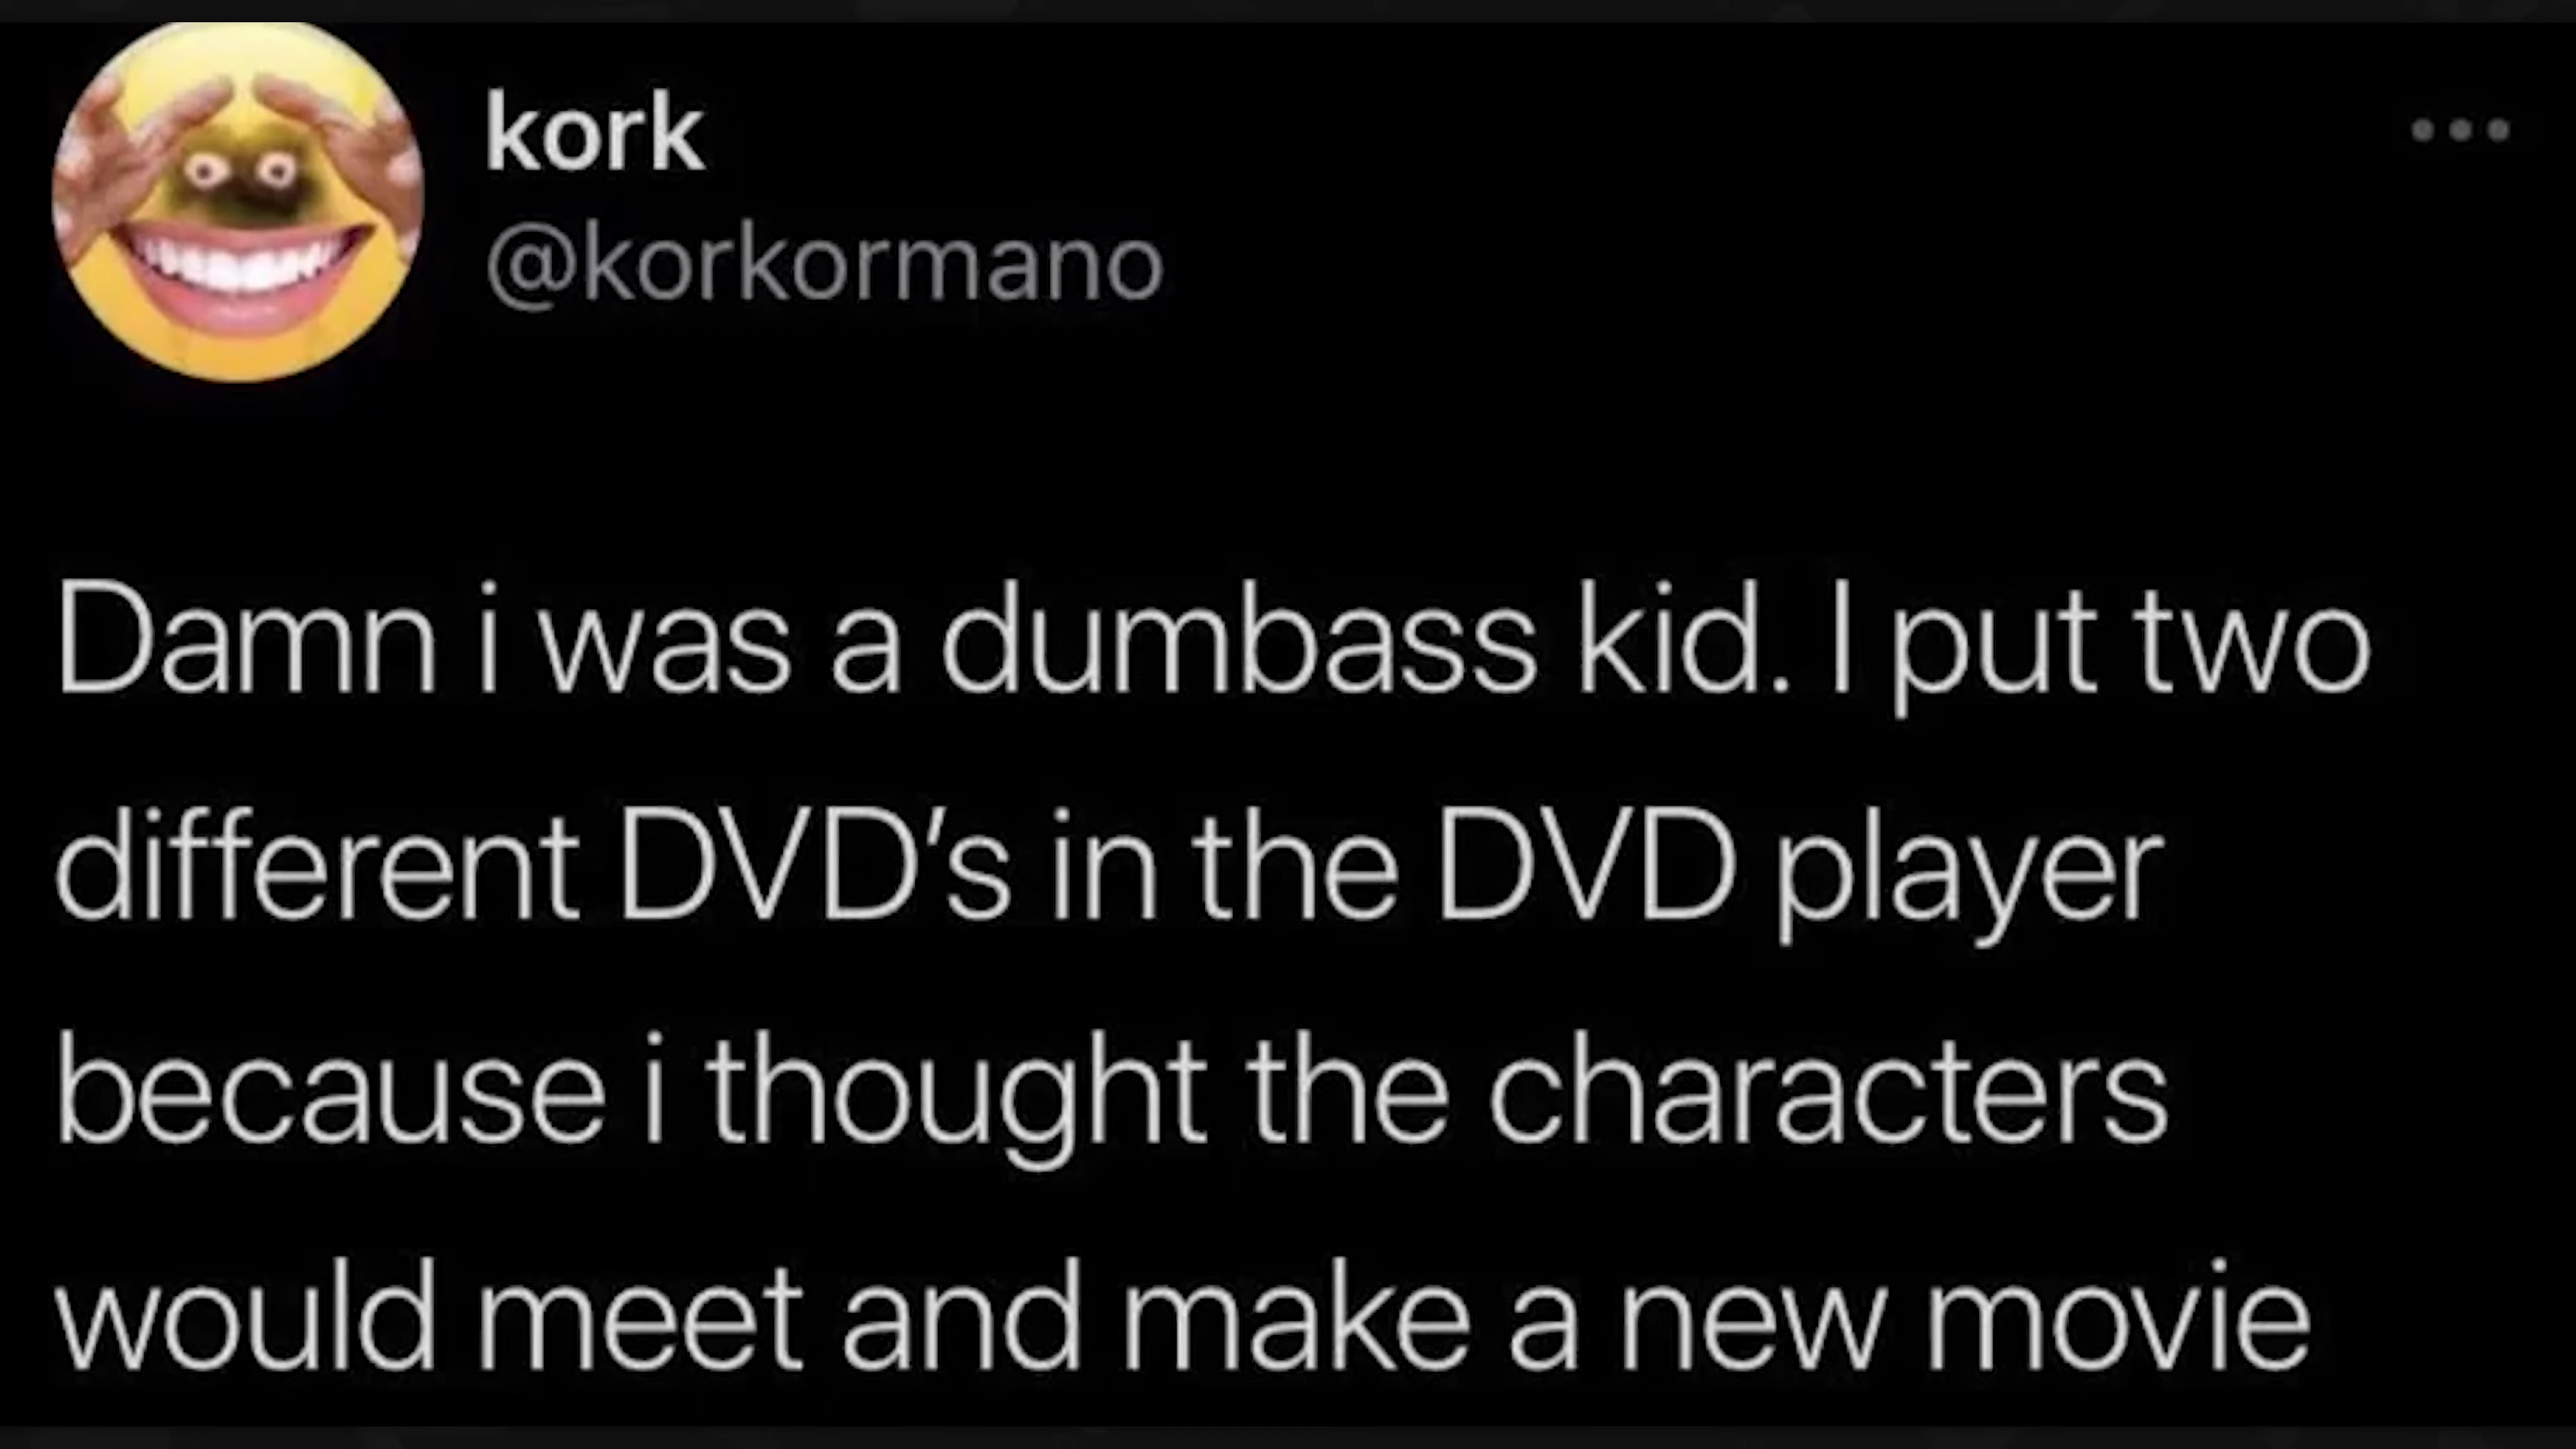 kork
@korkormano
Damn i was a dumbass kid. I put two
different DVD’s in the DVD player
because i thought the characters
would meet and make a new movie